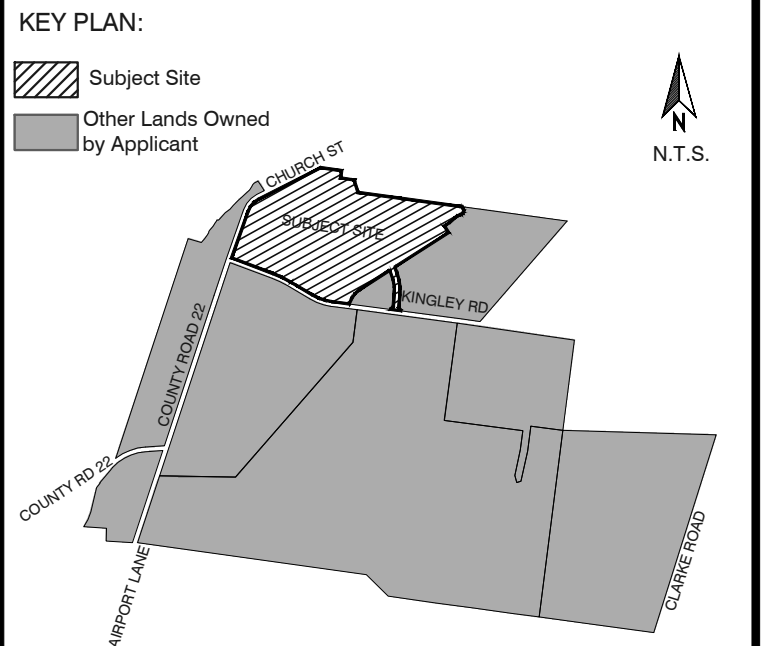 KEY PLAN:
Subject Site
Other Lands Owned
by Applicant
N
N.T.S.
CHURCH ST
SUBJECT SITE
KINGLEY RD
COUNTY ROAD 22
COUNTY RD 22
AIRPORT LANE
CLARKE ROAD